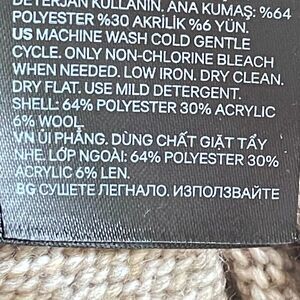 DETERJAN KULLANIN. ANA KUMAŞ: %64
POLYESTER %30 AKRİLİK %6 YÜN.
US MACHINE WASH COLD GENTLE
CYCLE. ONLY NON-CHLORINE BLEACH
WHEN NEEDED. LOW IRON. DRY CLEAN.
DRY FLAT. USE MILD DETERGENT.
SHELL: 64% POLYESTER 30% ACRYLIC
6% WOOL.
VN ỦI PHẲNG. DÙNG CHẤT GIẶT TẨY
NHẸ. LỚP NGOÀI: 64% POLYESTER 30%
ACRYLIC 6% LEN.
BG СУШЕТЕ ЛЕГНАЛО. ИЗПОЛЗВАЙТЕ